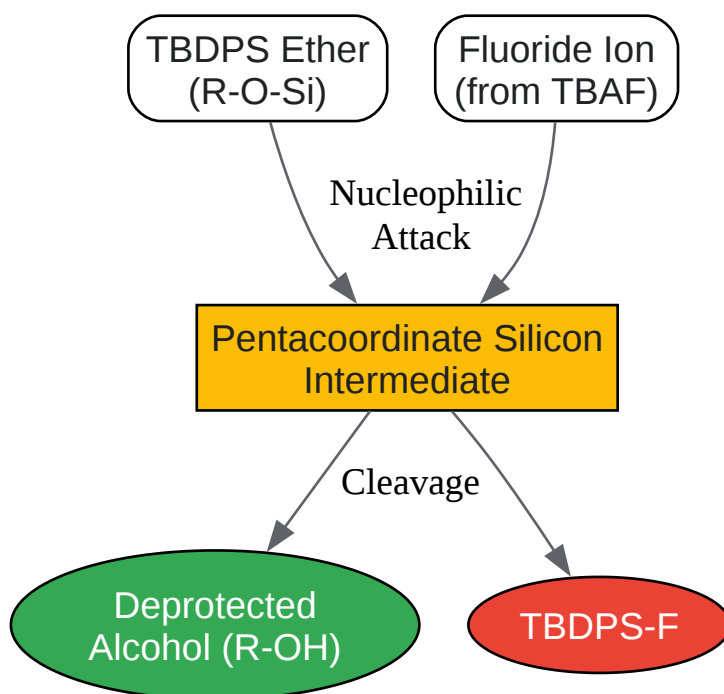 TBDPS Ether
(R-O-Si)
Fluoride Ion
(from TBAF)
Nucleophilic
Attack
Pentacoordinate Silicon
Intermediate
Cleavage
Deprotected
Alcohol (R-OH)
TBDPS-F